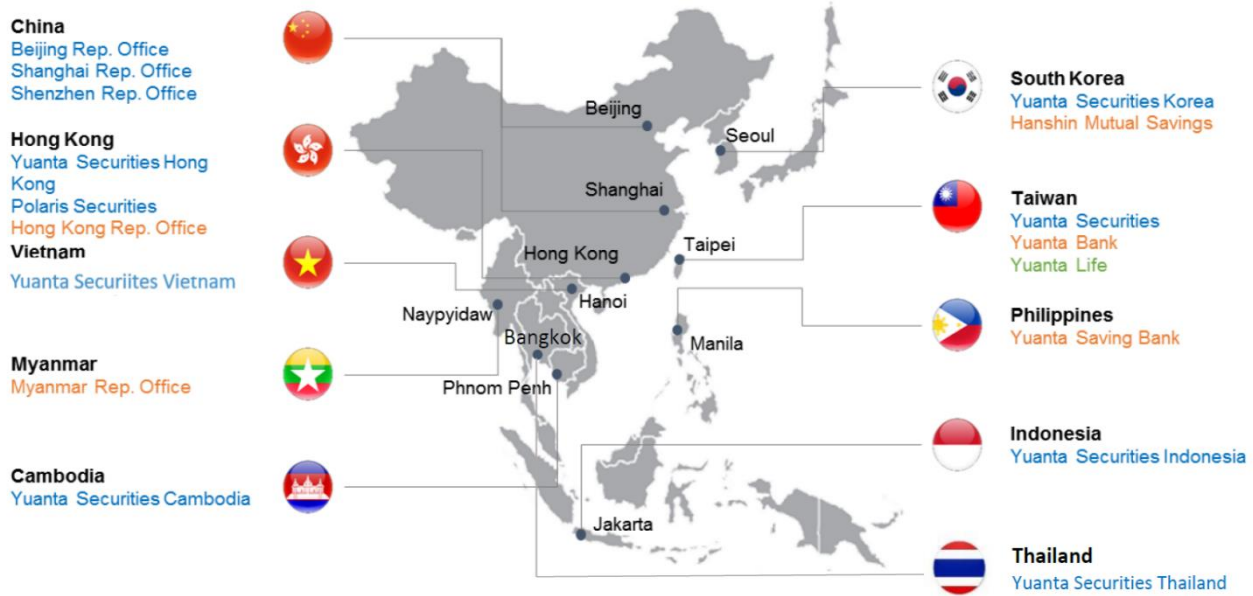 China
Beijing Rep. Office
Shanghai Rep. Office
Shenzhen Rep. Office
Hong Kong
Yuanta Securities Hong
Kong
Polaris Securities
Hong Kong Rep. Office
Vietnam
Yuanta Securiites Vietnam
Myanmar
Myanmar Rep. Office
Cambodia
Yuanta Securities Cambodia
Beijing
Seoul
Shanghai
Taipei
Hong Kong
Hanoi
Naypyidaw
Bangkok
Manila
Phnom Penh
Jakarta
South Korea
Yuanta Securities Korea
Hanshin Mutual Savings
Taiwan
Yuanta Securities
Yuanta Bank
Yuanta Life
Philippines
Yuanta Saving Bank
Indonesia
Yuanta Securities Indonesia
Thailand
Yuanta Securities Thailand